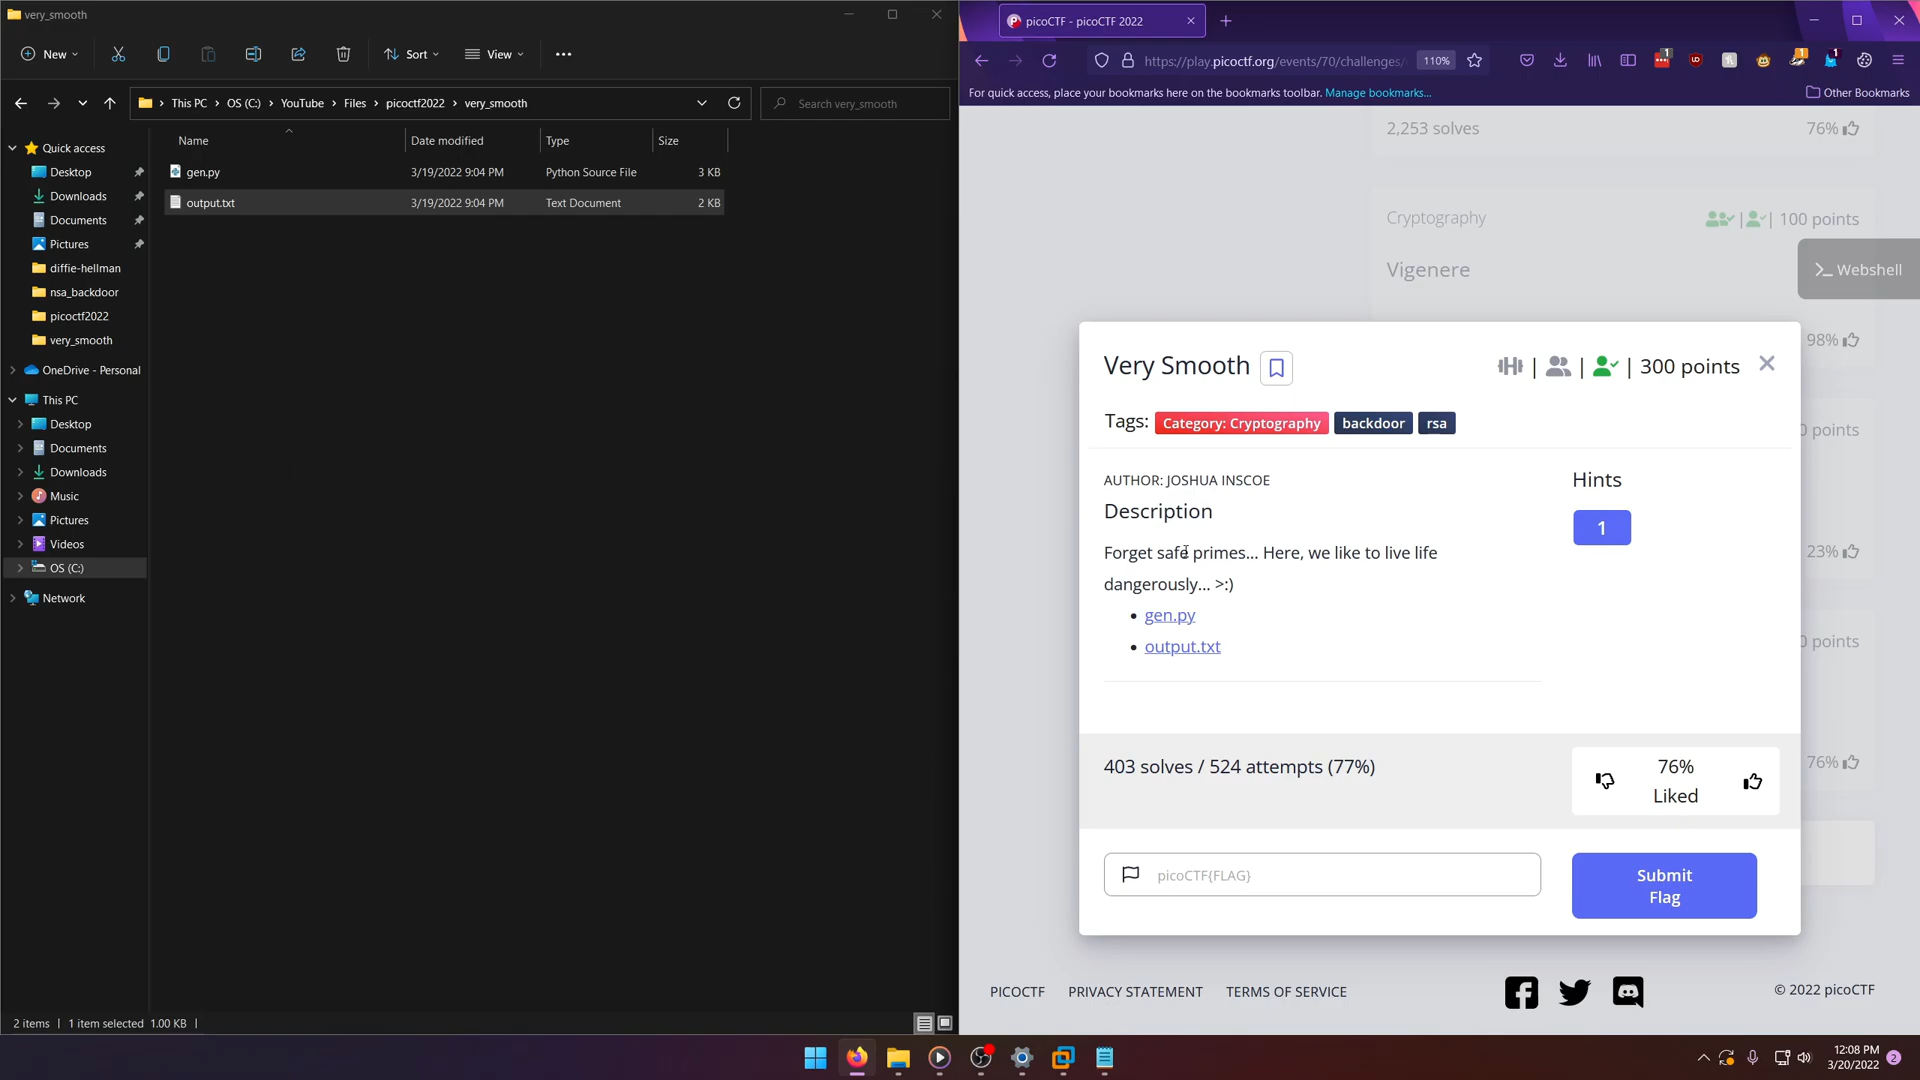 very_smooth
New
Sort
View
This PC > OS (C:) > YouTube > Files > picoctf2022 > very_smooth
Search very_smooth
Name
Date modified
Type
Size
gen.py
3/19/2022 9:04 PM
Python Source File
3 KB
output.txt
3/19/2022 9:04 PM
Text Document
2 KB
Quick access
Desktop
Downloads
Documents
Pictures
diffie-hellman
nsa_backdoor
picoctf2022
very_smooth
OneDrive - Personal
This PC
Desktop
Documents
Downloads
Music
Pictures
Videos
OS (C:)
Network
2 items | 1 item selected 1.00 KB |
picoCTF - picoCTF 2022
https://play.picoctf.org/events/70/challenges/
110%
1
1
1
For quick access, place your bookmarks here on the bookmarks toolbar. Manage bookmarks...
Other Bookmarks
2,253 solves
76%
Cryptography
| | 100 points
Vigenere
Webshell
98%
0 points
23%
0 points
76%
Very Smooth
| | | 300 points
Tags: Category: Cryptography backdoor rsa
AUTHOR: JOSHUA INSCOE
Hints
Description
1
Forget safe primes... Here, we like to live life
dangerously... >:)
• gen.py
• output.txt
403 solves / 524 attempts (77%)
76%
Liked
picoCTF{FLAG}
Submit
Flag
PICOCTF
PRIVACY STATEMENT
TERMS OF SERVICE
© 2022 picoCTF
12:08 PM
3/20/2022
2